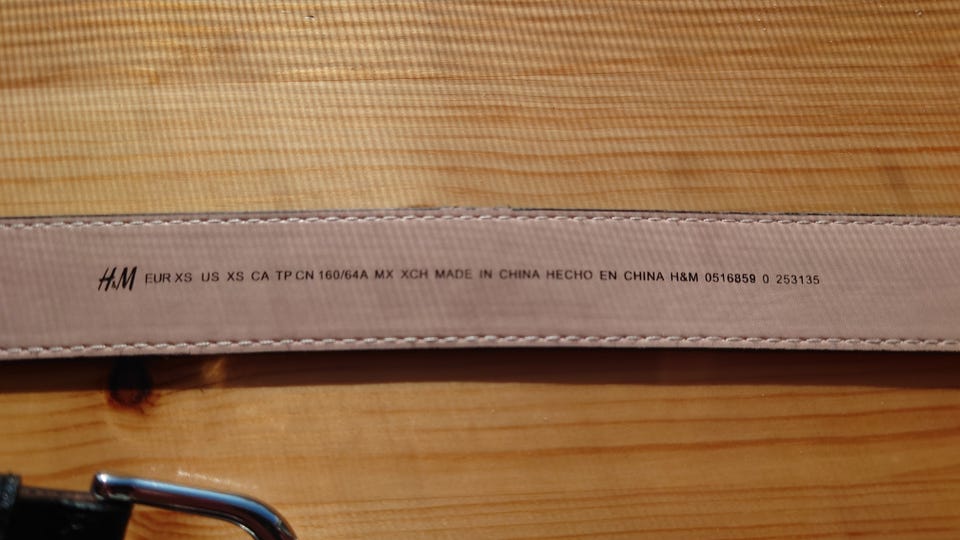 H&M EUR XS US XS CA TP CN 160/64A MX XCH MADE IN CHINA HECHO EN CHINA H&M 0516859 0 253135